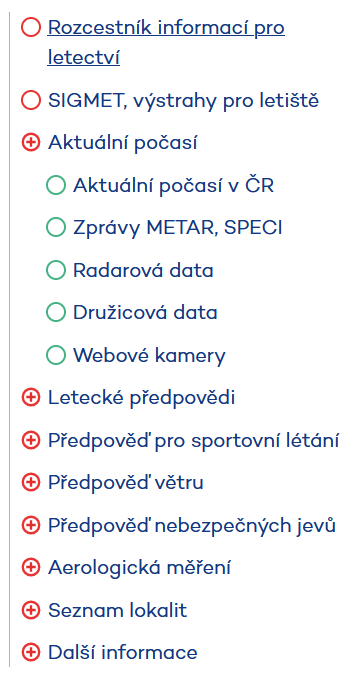 Rozcestník informací pro
letectví
SIGMET, výstrahy pro letiště
Aktuální počasí
Aktuální počasí v ČR
Zprávy METAR, SPECI
Radarová data
Družicová data
Webové kamery
Letecké předpovědi
Předpověď pro sportovní létání
Předpověď větru
Předpověď nebezpečných jevů
Aerologická měření
Seznam lokalit
Další informace